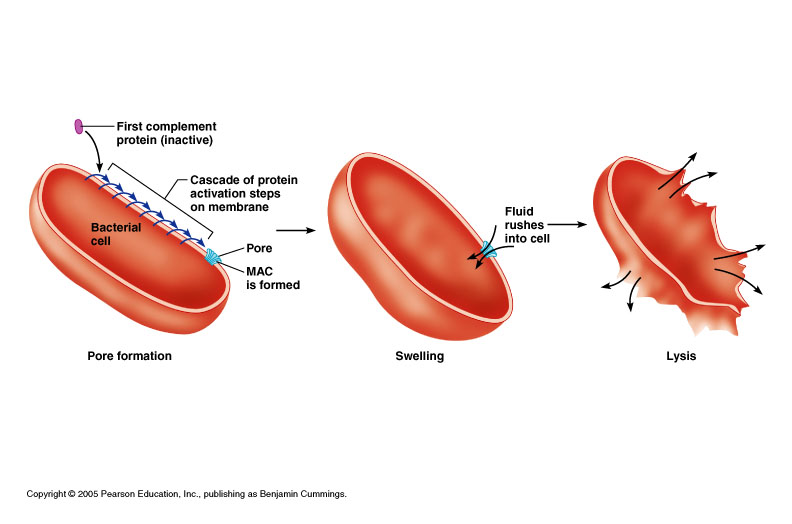 First complement
protein (inactive)
Cascade of protein
activation steps
on membrane
Bacterial
cell
Pore
MAC
is formed
Pore formation
Fluid
rushes
into cell
Swelling
Lysis
Copyright © 2005 Pearson Education, Inc., publishing as Benjamin Cummings.